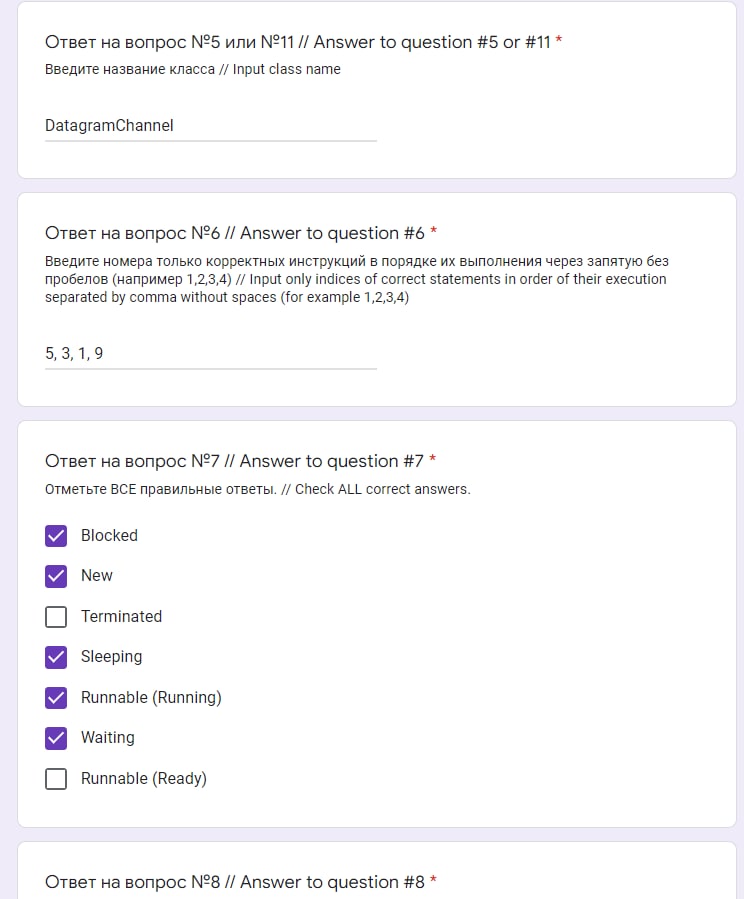 Ответ на вопрос №5 или №11 // Answer to question #5 or #11 *
Введите название класса // Input class name
DatagramChannel
Ответ на вопрос №6 // Answer to question #6 *
Введите номера только корректных инструкций в порядке их выполнения через запятую без
пробелов (например 1,2,3,4) // Input only indices of correct statements in order of their execution
separated by comma without spaces (for example 1,2,3,4)
5, 3, 1, 9
Ответ на вопрос №7 // Answer to question #7 *
Отметьте ВСЕ правильные ответы. // Check ALL correct answers.
Blocked
New
Terminated
Sleeping
Runnable (Running)
Waiting
Runnable (Ready)
Ответ на вопрос №8 // Answer to question #8 *